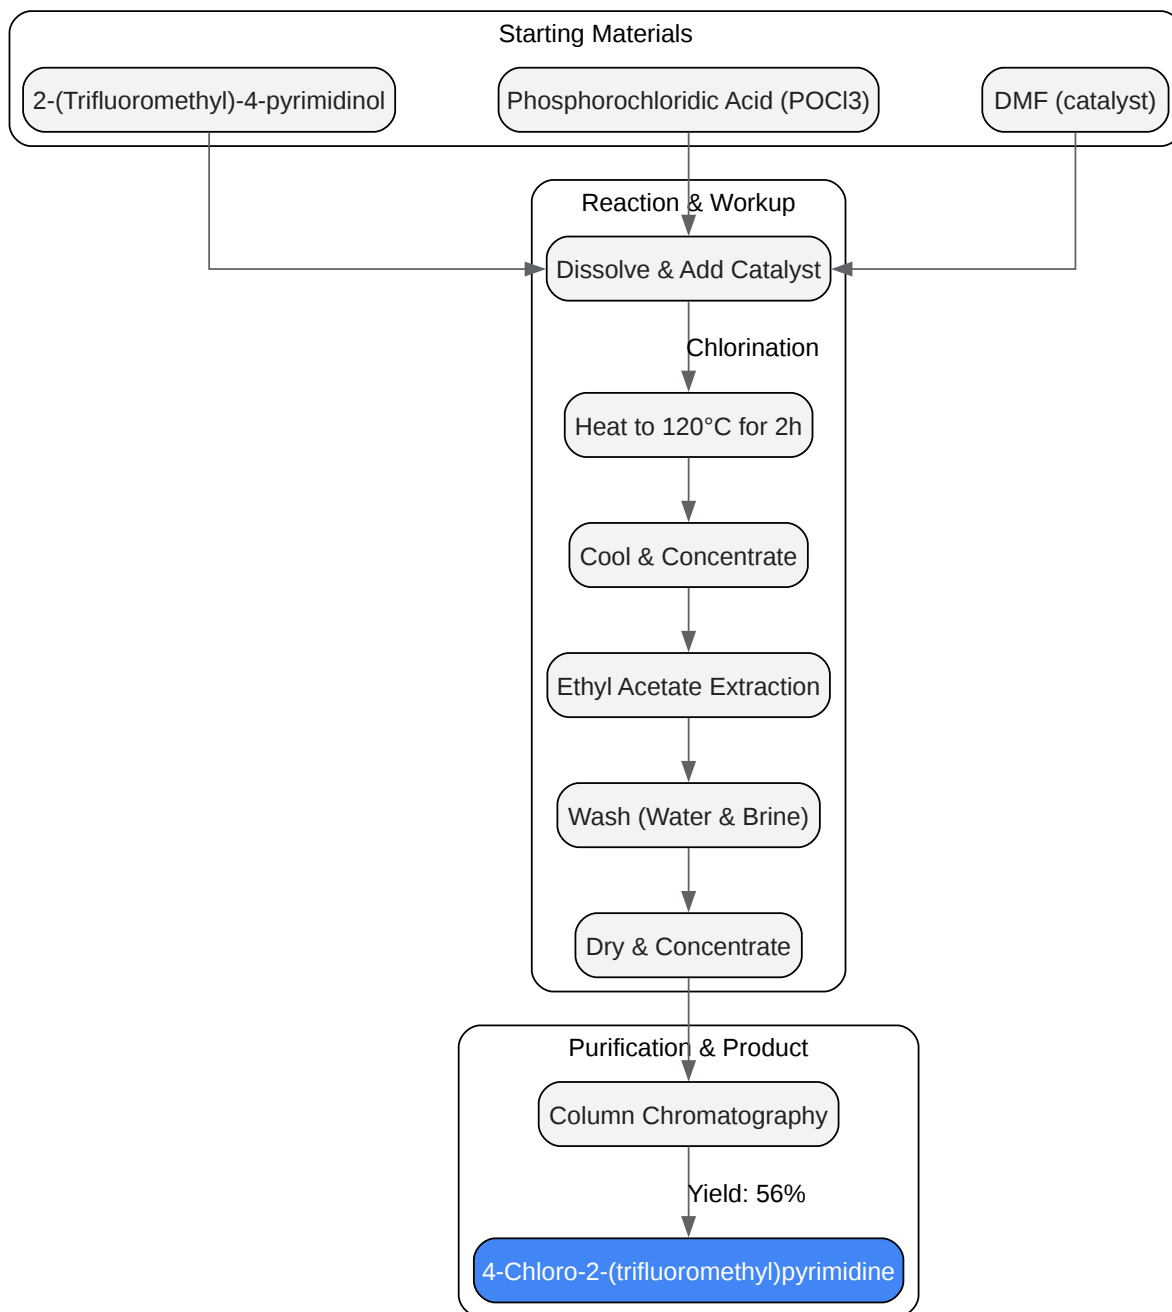 Starting Materials
2-(Trifluoromethyl)-4-pyrimidinol
Phosphorochloridic Acid (POCl3)
DMF (catalyst)
Reaction & Workup
Dissolve & Add Catalyst
Chlorination
Heat to 120°C for 2h
Cool & Concentrate
Ethyl Acetate Extraction
Wash (Water & Brine)
Dry & Concentrate
Purification & Product
Column Chromatography
Yield: 56%
4-Chloro-2-(trifluoromethyl)pyrimidine